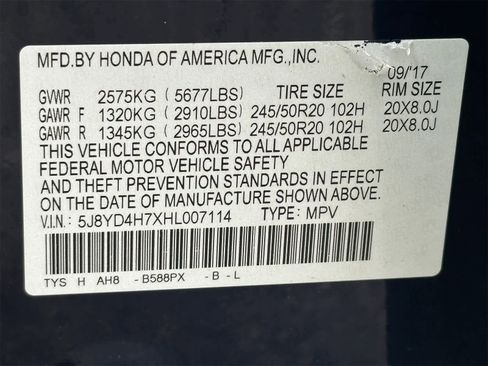 MFD.BY HONDA OF AMERICA MFG.,INC.
09/'17
GVWR 2575KG (5677LBS) TIRE SIZE RIM SIZE
GAWR F 1320KG (2910LBS) 245/50R20 102H 20X8.0J
GAWR R 1345KG (2965LBS) 245/50R20 102H 20X8.0J
THIS VEHICLE CONFORMS TO ALL APPLICABLE
FEDERAL MOTOR VEHICLE SAFETY
AND THEFT PREVENTION STANDARDS IN EFFECT
ON THE DATE OF MANUFACTURE SHOWN ABOVE.
V.I.N: 5J8YD4H7XHL007114 TYPE: MPV
TYS H AH8 -B588PX -B-L